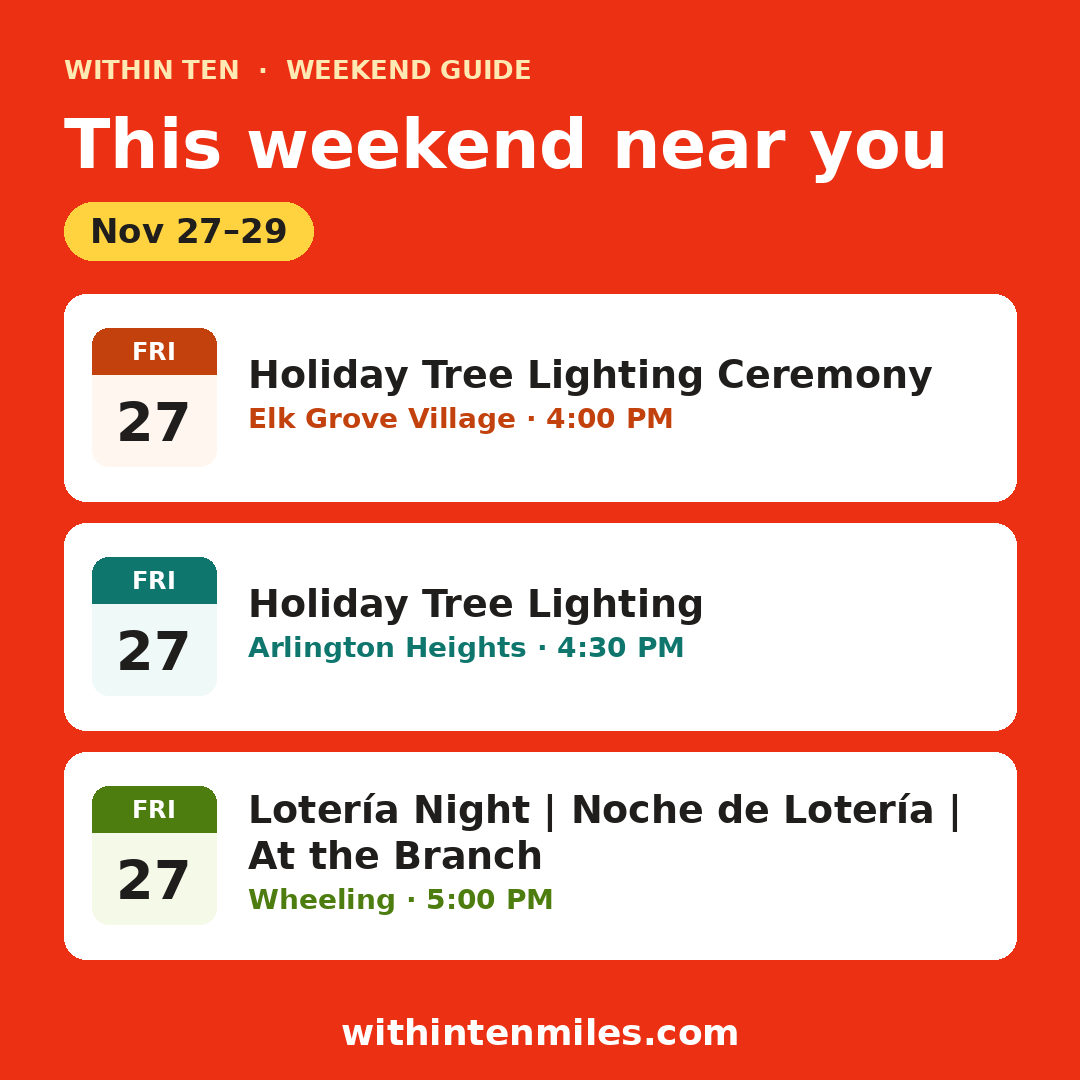 WITHIN TEN · WEEKEND GUIDE
This weekend near you
Nov 27–29
FRI
27
Holiday Tree Lighting Ceremony
Elk Grove Village · 4:00 PM
FRI
27
Holiday Tree Lighting
Arlington Heights · 4:30 PM
FRI
27
Lotería Night | Noche de Lotería |
At the Branch
Wheeling · 5:00 PM
withintenmiles.com